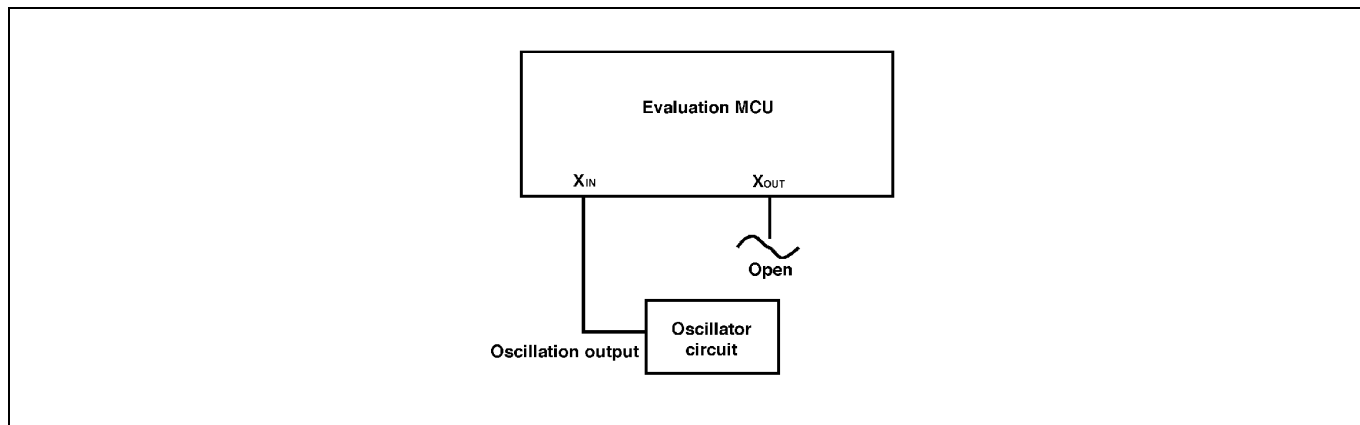 Evaluation MCU
XIN
XOUT
Open
Oscillator
circuit
Oscillation output